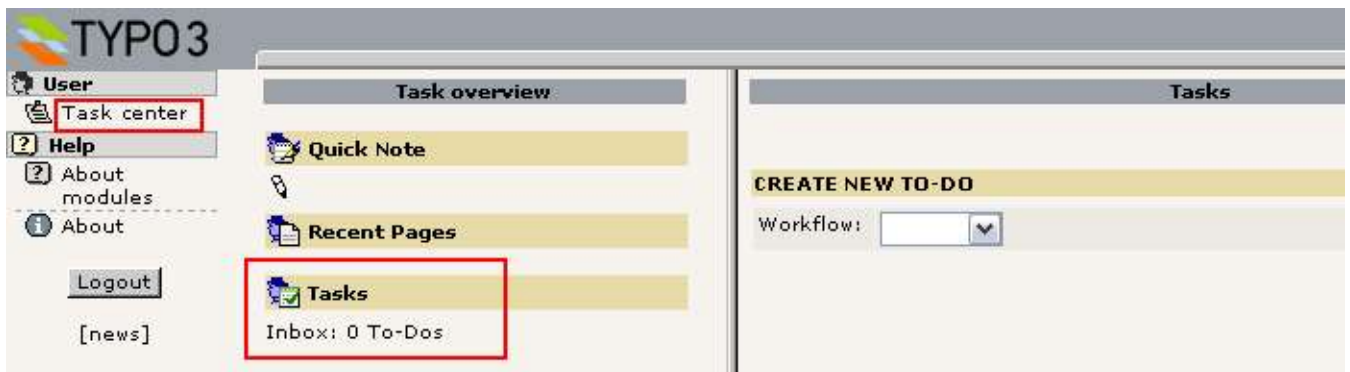 TYPO3
User
Task center
Help
About
modules
About
Logout
[news]
Task overview
Quick Note
Recent Pages
Tasks
Inbox: 0 To-Dos
Tasks
CREATE NEW TO-DO
Workflow: